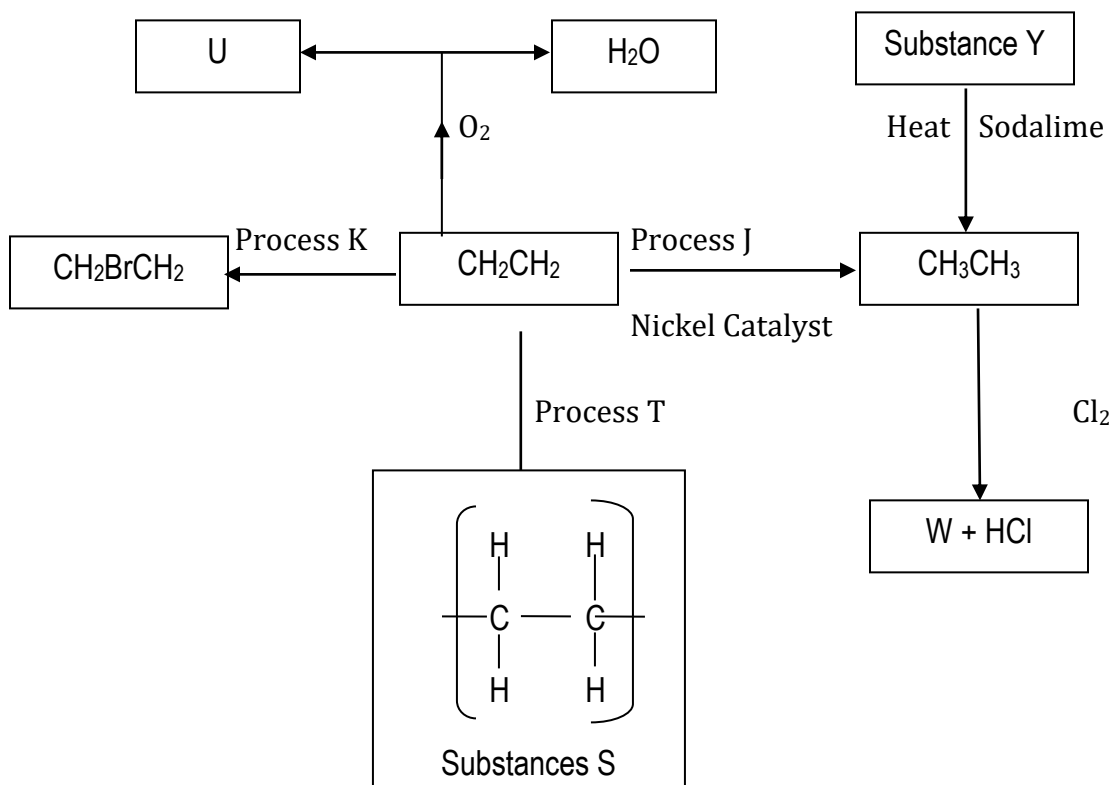 U
H₂O
Substance Y
O₂
Heat
Sodalime
Process K
Process J
CH₂BrCH₂
CH₂CH₂
CH₃CH₃
Nickel Catalyst
Process T
Cl₂
H H
C C
H H
W + HCl
Substances S